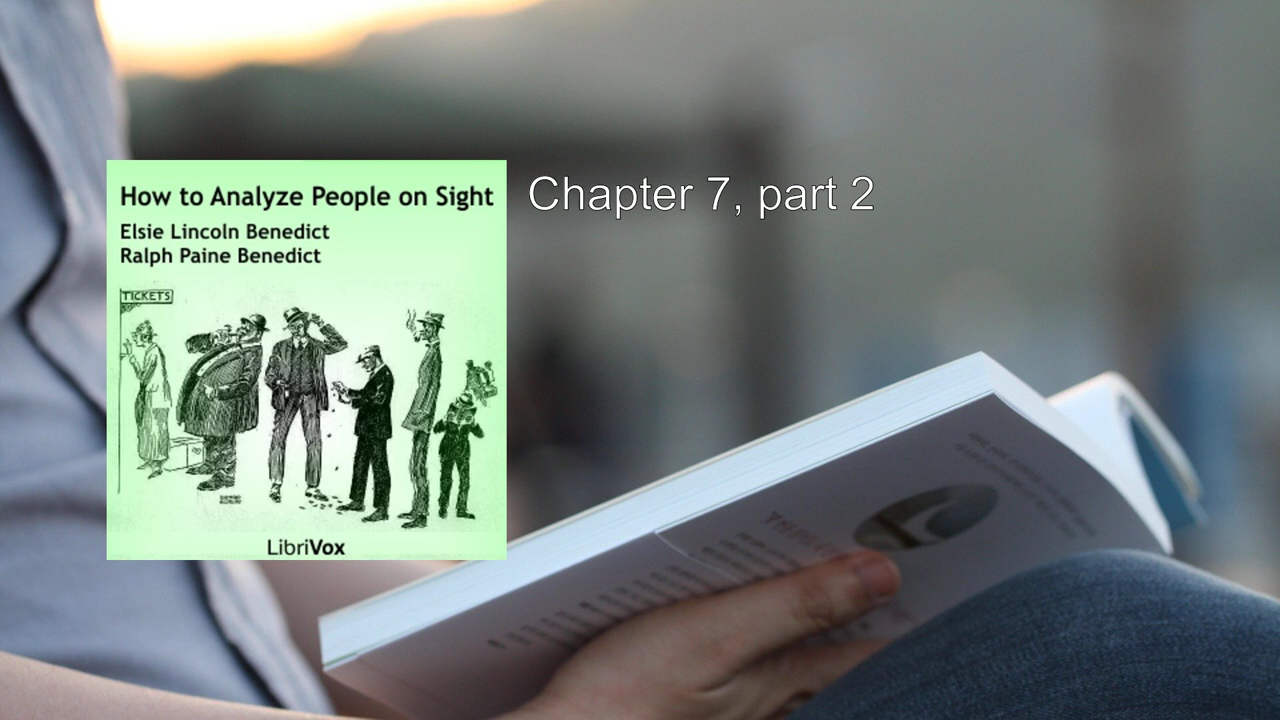 How to Analyze People on Sight
Elsie Lincoln Benedict
Ralph Paine Benedict
TICKETS
LibriVox
Chapter 7, part 2